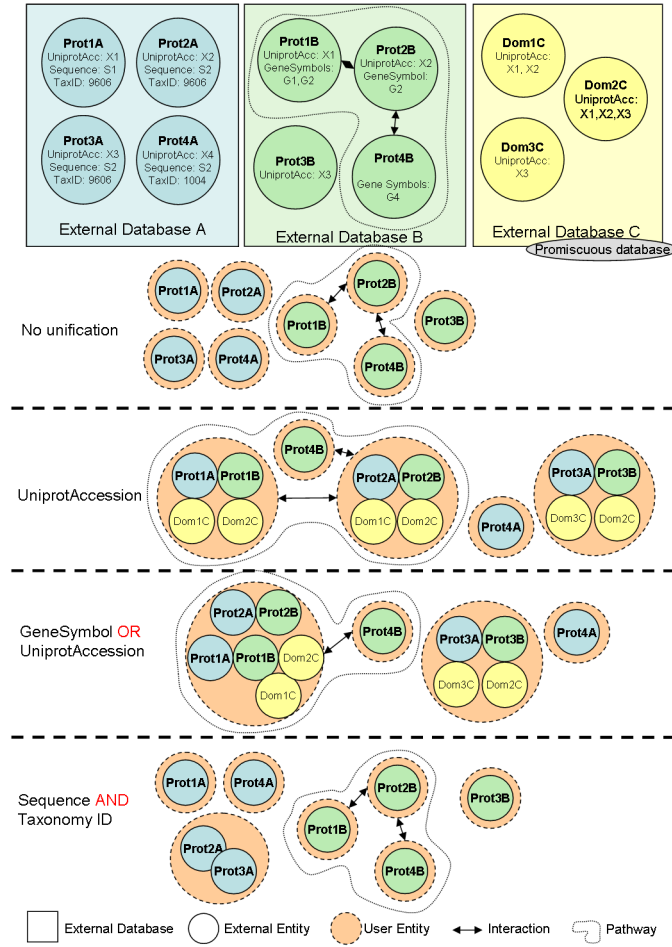 Prot1A
UniprotAcc: X1
Sequence: S1
TaxID: 9606
Prot2A
UniprotAcc: X2
Sequence: S2
TaxID: 9606
Prot3A
UniprotAcc: X3
Sequence: S2
TaxID: 9606
Prot4A
UniprotAcc: X4
Sequence: S2
TaxID: 1004
External Database A
Prot1B
UniprotAcc: X1
GeneSymbols:
G1,G2
Prot2B
UniprotAcc: X2
GeneSymbol:
G2
Prot3B
UniprotAcc: X3
Prot4B
Gene Symbols:
G4
External Database B
Dom1C
UniprotAcc:
X1, X2
Dom2C
UniprotAcc:
X1,X2,X3
Dom3C
UniprotAcc:
X3
External Database C
Promiscuous database
No unification
Prot1A
Prot2A
Prot3A
Prot4A
Prot1B
Prot2B
Prot4B
Prot3B
UniprotAccession
Prot1A
Prot1B
Dom1C
Dom2C
Prot4B
Prot2A
Prot2B
Dom1C
Dom2C
Prot4A
Prot3A
Prot3B
Dom3C
Dom2C
GeneSymbol OR
UniprotAccession
Prot2A
Prot2B
Prot1A
Prot1B
Dom2C
Dom1C
Prot4B
Prot3A
Prot3B
Dom3C
Dom2C
Prot4A
Sequence AND
Taxonomy ID
Prot1A
Prot4A
Prot2A
Prot3A
Prot1B
Prot2B
Prot4B
Prot3B
External Database
External Entity
User Entity
Interaction
Pathway